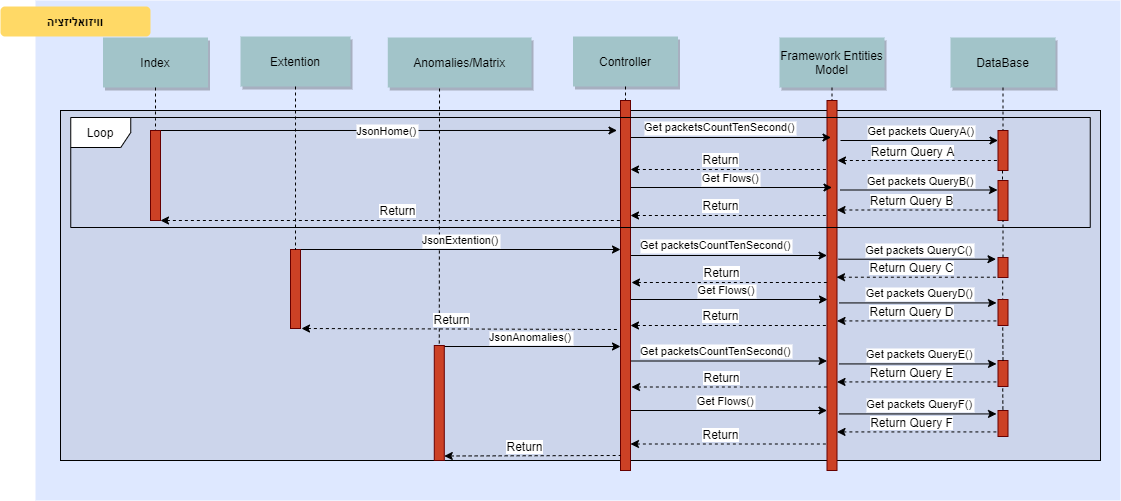 וויזואליזציה
Index
Extention
Anomalies/Matrix
Controller
Framework Entities
Model
DataBase
Loop
JsonHome()
Get packetsCountTenSecond()
Get packets QueryA()
Return Query A
Return
Get Flows()
Get packets QueryB()
Return Query B
Return
Return
JsonExtention()
Get packetsCountTenSecond()
Get packets QueryC()
Return Query C
Return
Get Flows()
Get packets QueryD()
Return Query D
Return
Return
JsonAnomalies()
Get packetsCountTenSecond()
Get packets QueryE()
Return Query E
Return
Get Flows()
Get packets QueryF()
Return Query F
Return
Return